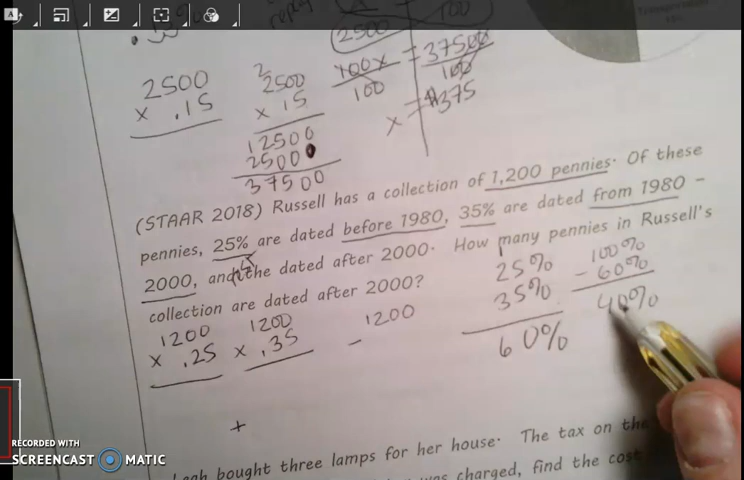 2500
100
2500
x .15
2
2500
x 15
12500
25000
37500
100x
100
= 37500
100
x = $375
(STAAR 2018) Russell has a collection of 1,200 pennies. Of these
pennies, 25% are dated before 1980, 35% are dated from 1980 –
2000, and the dated after 2000. How many pennies in Russell's
collection are dated after 2000?
1200
x .25
1200
x .35
1200
–
+
25%
35%
60%
100%
- 60%
40%
bought three lamps for her house. The tax on the
was charged, find the cost
RECORDED WITH
SCREENCAST MATIC